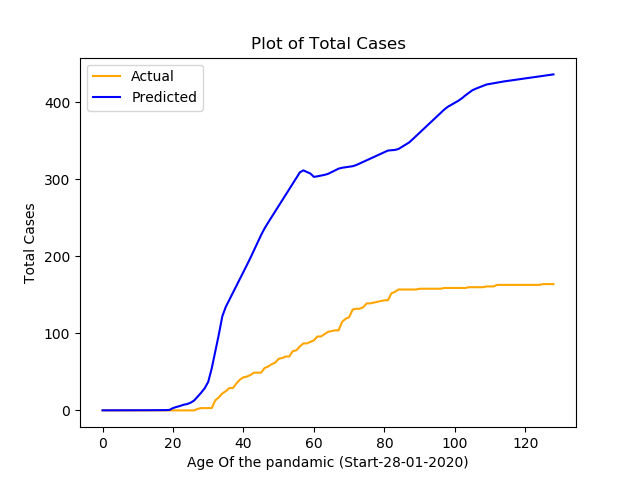 Plot of Total Cases
Actual
Predicted
400
300
200
100
0
Total Cases
0 20 40 60 80 100 120
Age Of the pandamic (Start-28-01-2020)